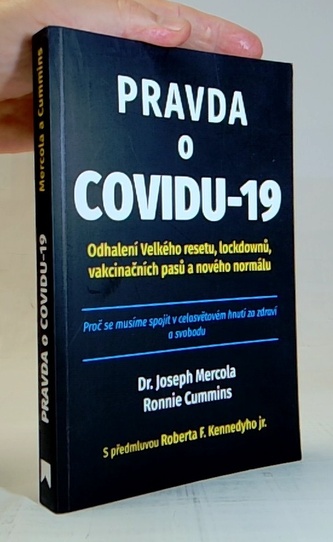 PRAVDA
o
COVIDU-19
Odhalení Velkého resetu, lockdownů,
vakcinačních pasů a nového normálu
Proč se musíme spojit v celosvětovém hnutí za zdraví
a svobodu
Dr. Joseph Mercola
Ronnie Cummins
S předmluvou Roberta F. Kennedyho jr.
PRAVDA o COVIDU-19 Mercola a Cummins